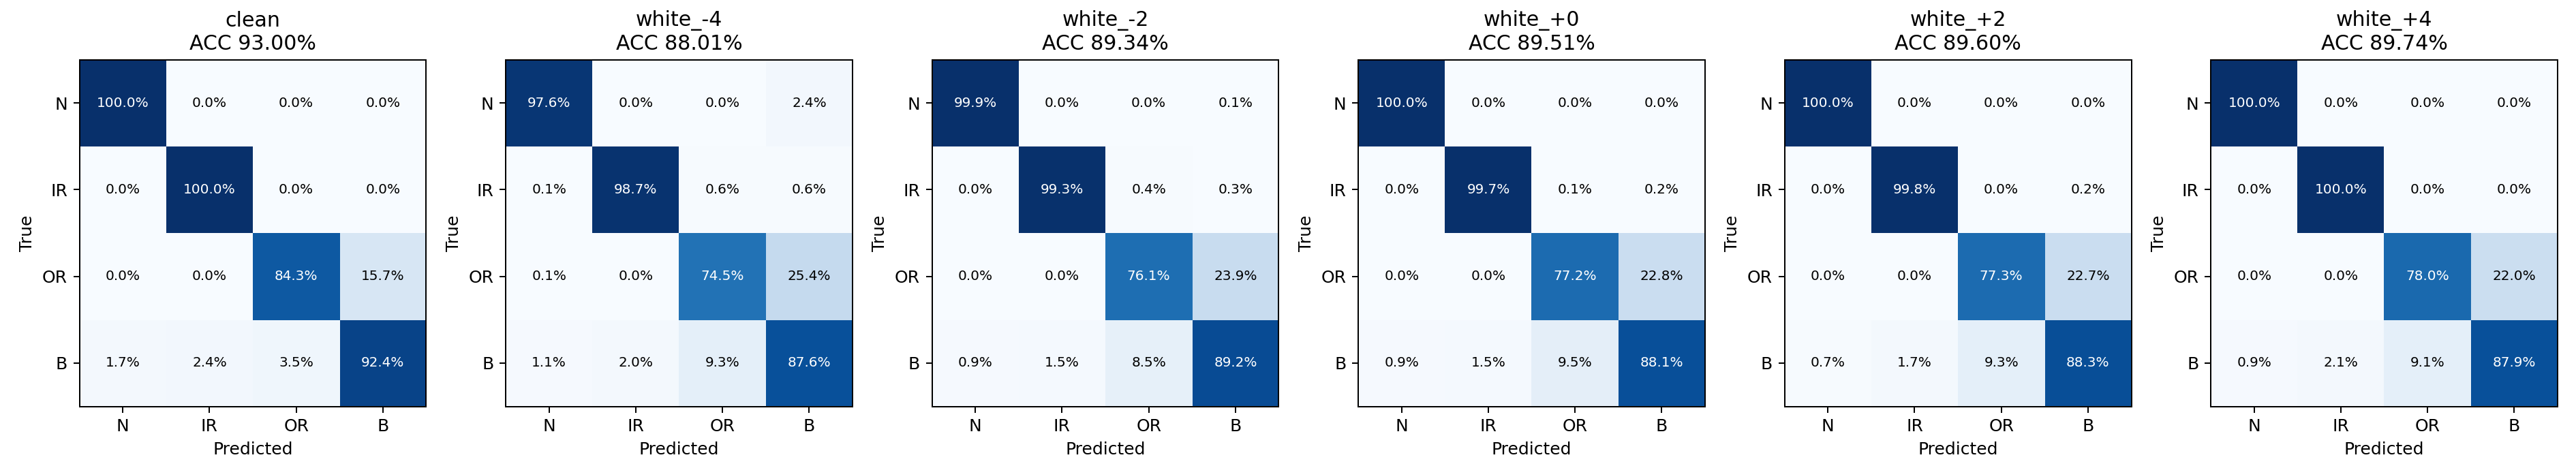 clean
ACC 93.00%
True
N 100.0% 0.0% 0.0% 0.0%
IR 0.0% 100.0% 0.0% 0.0%
OR 0.0% 0.0% 84.3% 15.7%
B 1.7% 2.4% 3.5% 92.4%
N IR OR B
Predicted
white_-4
ACC 88.01%
True
N 97.6% 0.0% 0.0% 2.4%
IR 0.1% 98.7% 0.6% 0.6%
OR 0.1% 0.0% 74.5% 25.4%
B 1.1% 2.0% 9.3% 87.6%
N IR OR B
Predicted
white_-2
ACC 89.34%
True
N 99.9% 0.0% 0.0% 0.1%
IR 0.0% 99.3% 0.4% 0.3%
OR 0.0% 0.0% 76.1% 23.9%
B 0.9% 1.5% 8.5% 89.2%
N IR OR B
Predicted
white_+0
ACC 89.51%
True
N 100.0% 0.0% 0.0% 0.0%
IR 0.0% 99.7% 0.1% 0.2%
OR 0.0% 0.0% 77.2% 22.8%
B 0.9% 1.5% 9.5% 88.1%
N IR OR B
Predicted
white_+2
ACC 89.60%
True
N 100.0% 0.0% 0.0% 0.0%
IR 0.0% 99.8% 0.0% 0.2%
OR 0.0% 0.0% 77.3% 22.7%
B 0.7% 1.7% 9.3% 88.3%
N IR OR B
Predicted
white_+4
ACC 89.74%
True
N 100.0% 0.0% 0.0% 0.0%
IR 0.0% 100.0% 0.0% 0.0%
OR 0.0% 0.0% 78.0% 22.0%
B 0.9% 2.1% 9.1% 87.9%
N IR OR B
Predicted